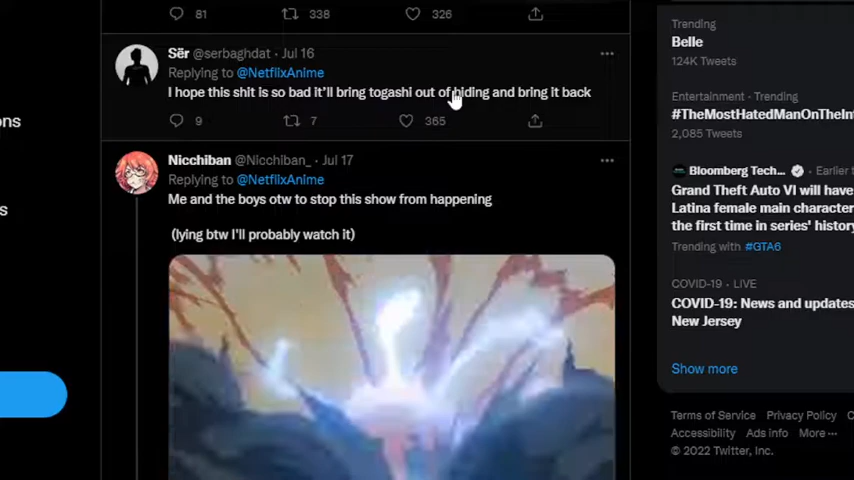 81 338 326
Sër @serbaghdat · Jul 16
Replying to @NetflixAnime
I hope this shit is so bad it'll bring togashi out of hiding and bring it back
9 7 365
Nicchiban @Nicchiban_ · Jul 17
Replying to @NetflixAnime
Me and the boys otw to stop this show from happening
(lying btw I'll probably watch it)
ons
s
Trending
Belle
124K Tweets
Entertainment · Trending
#TheMostHatedManOnTheInt
2,085 Tweets
Bloomberg Tech... · Earlier t
Grand Theft Auto VI will have
Latina female main character
the first time in series' history
Trending with #GTA6
COVID-19 · LIVE
COVID-19: News and updates
New Jersey
Show more
Terms of Service Privacy Policy C
Accessibility Ads info More ···
© 2022 Twitter, Inc.